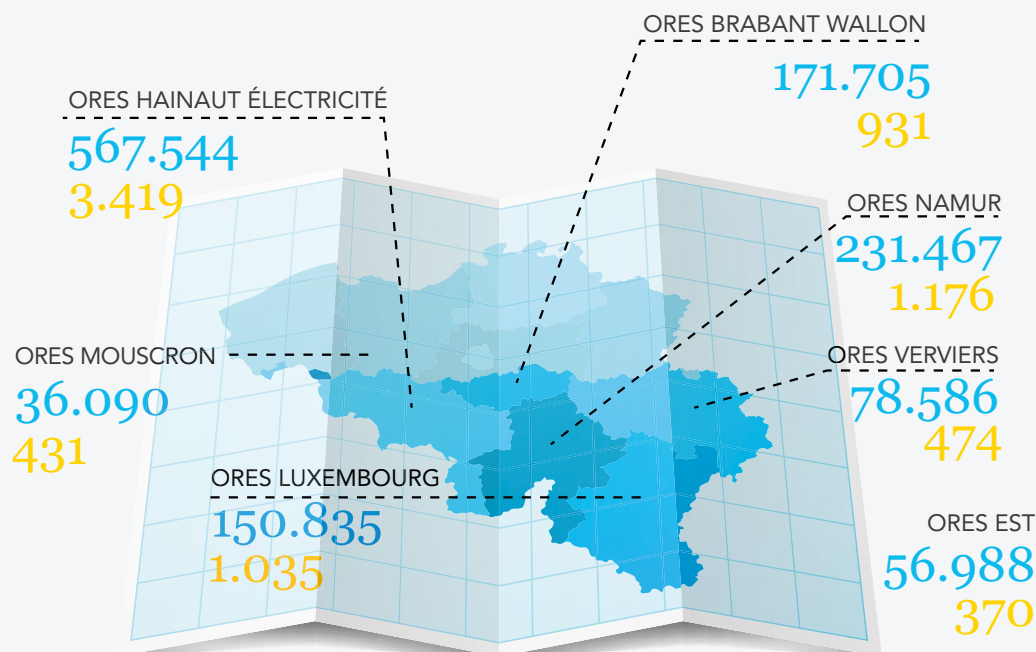 ORES BRABANT WALLON
171.705
931
ORES HAINAUT ÉLECTRICITÉ
567.544
3.419
ORES NAMUR
231.467
1.176
ORES MOUSCRON
36.090
431
ORES VERVIERS
78.586
474
ORES LUXEMBOURG
150.835
1.035
ORES EST
56.988
370